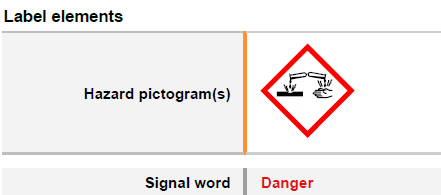 Label elements
Hazard pictogram(s)
Signal word Danger